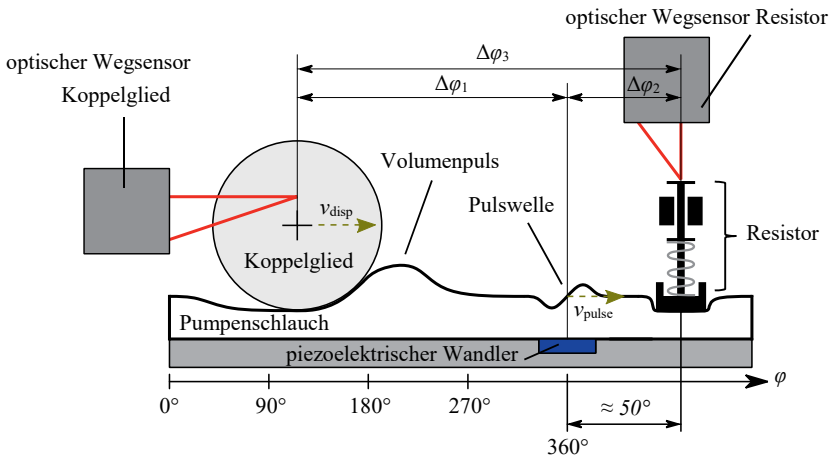 optischer Wegsensor Resistor
optischer Wegsensor
Koppelglied
Δφ3
Δφ1
Δφ2
Volumenpuls
Pulswelle
vdisp
Koppelglied
Resistor
vpulse
Pumpenschlauch
piezoelektrischer Wandler
φ
0°
90°
180°
270°
≈ 50°
360°